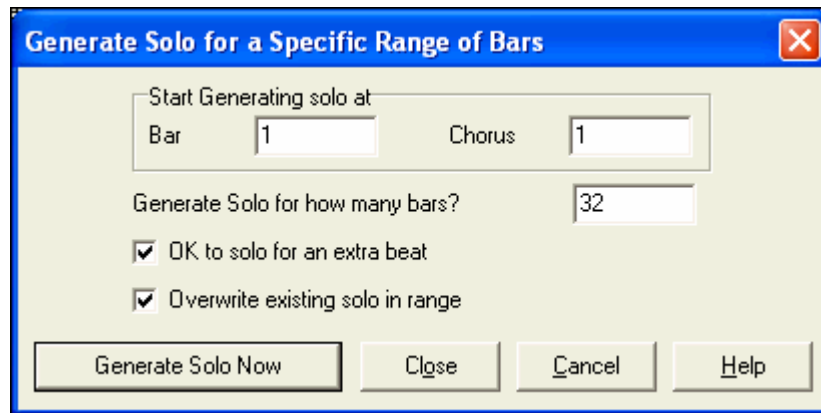 Generate Solo for a Specific Range of Bars
Start Generating solo at
Bar 1 Chorus 1
Generate Solo for how many bars? 32
OK to solo for an extra beat
Overwrite existing solo in range
Generate Solo Now Close Cancel Help